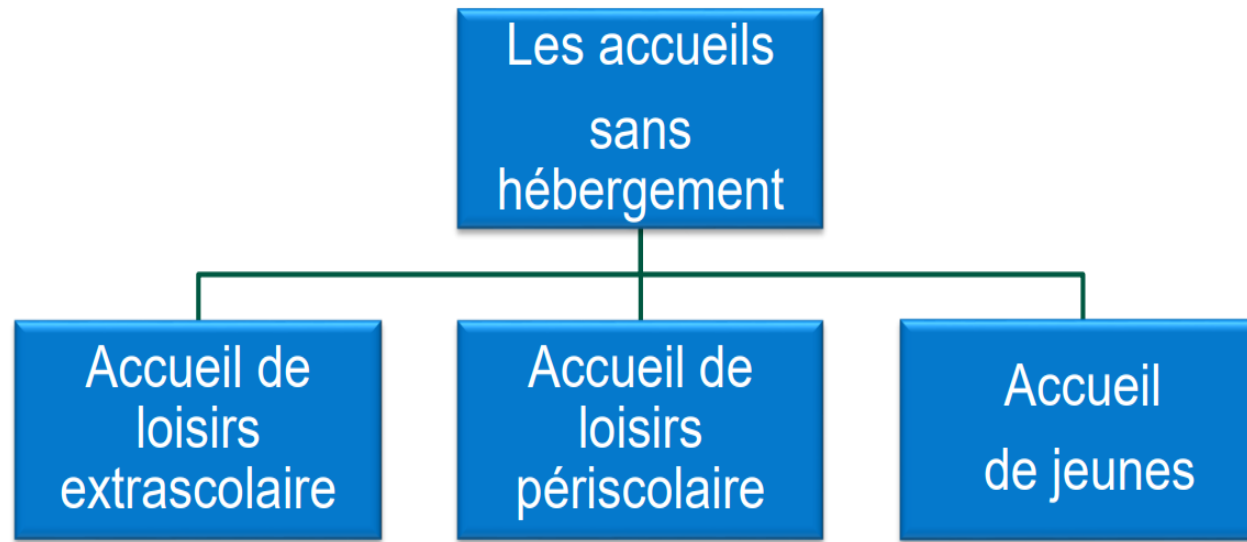 Les accueils
sans
hébergement
Accueil de
loisirs
extrascolaire
Accueil de
loisirs
périscolaire
Accueil
de jeunes